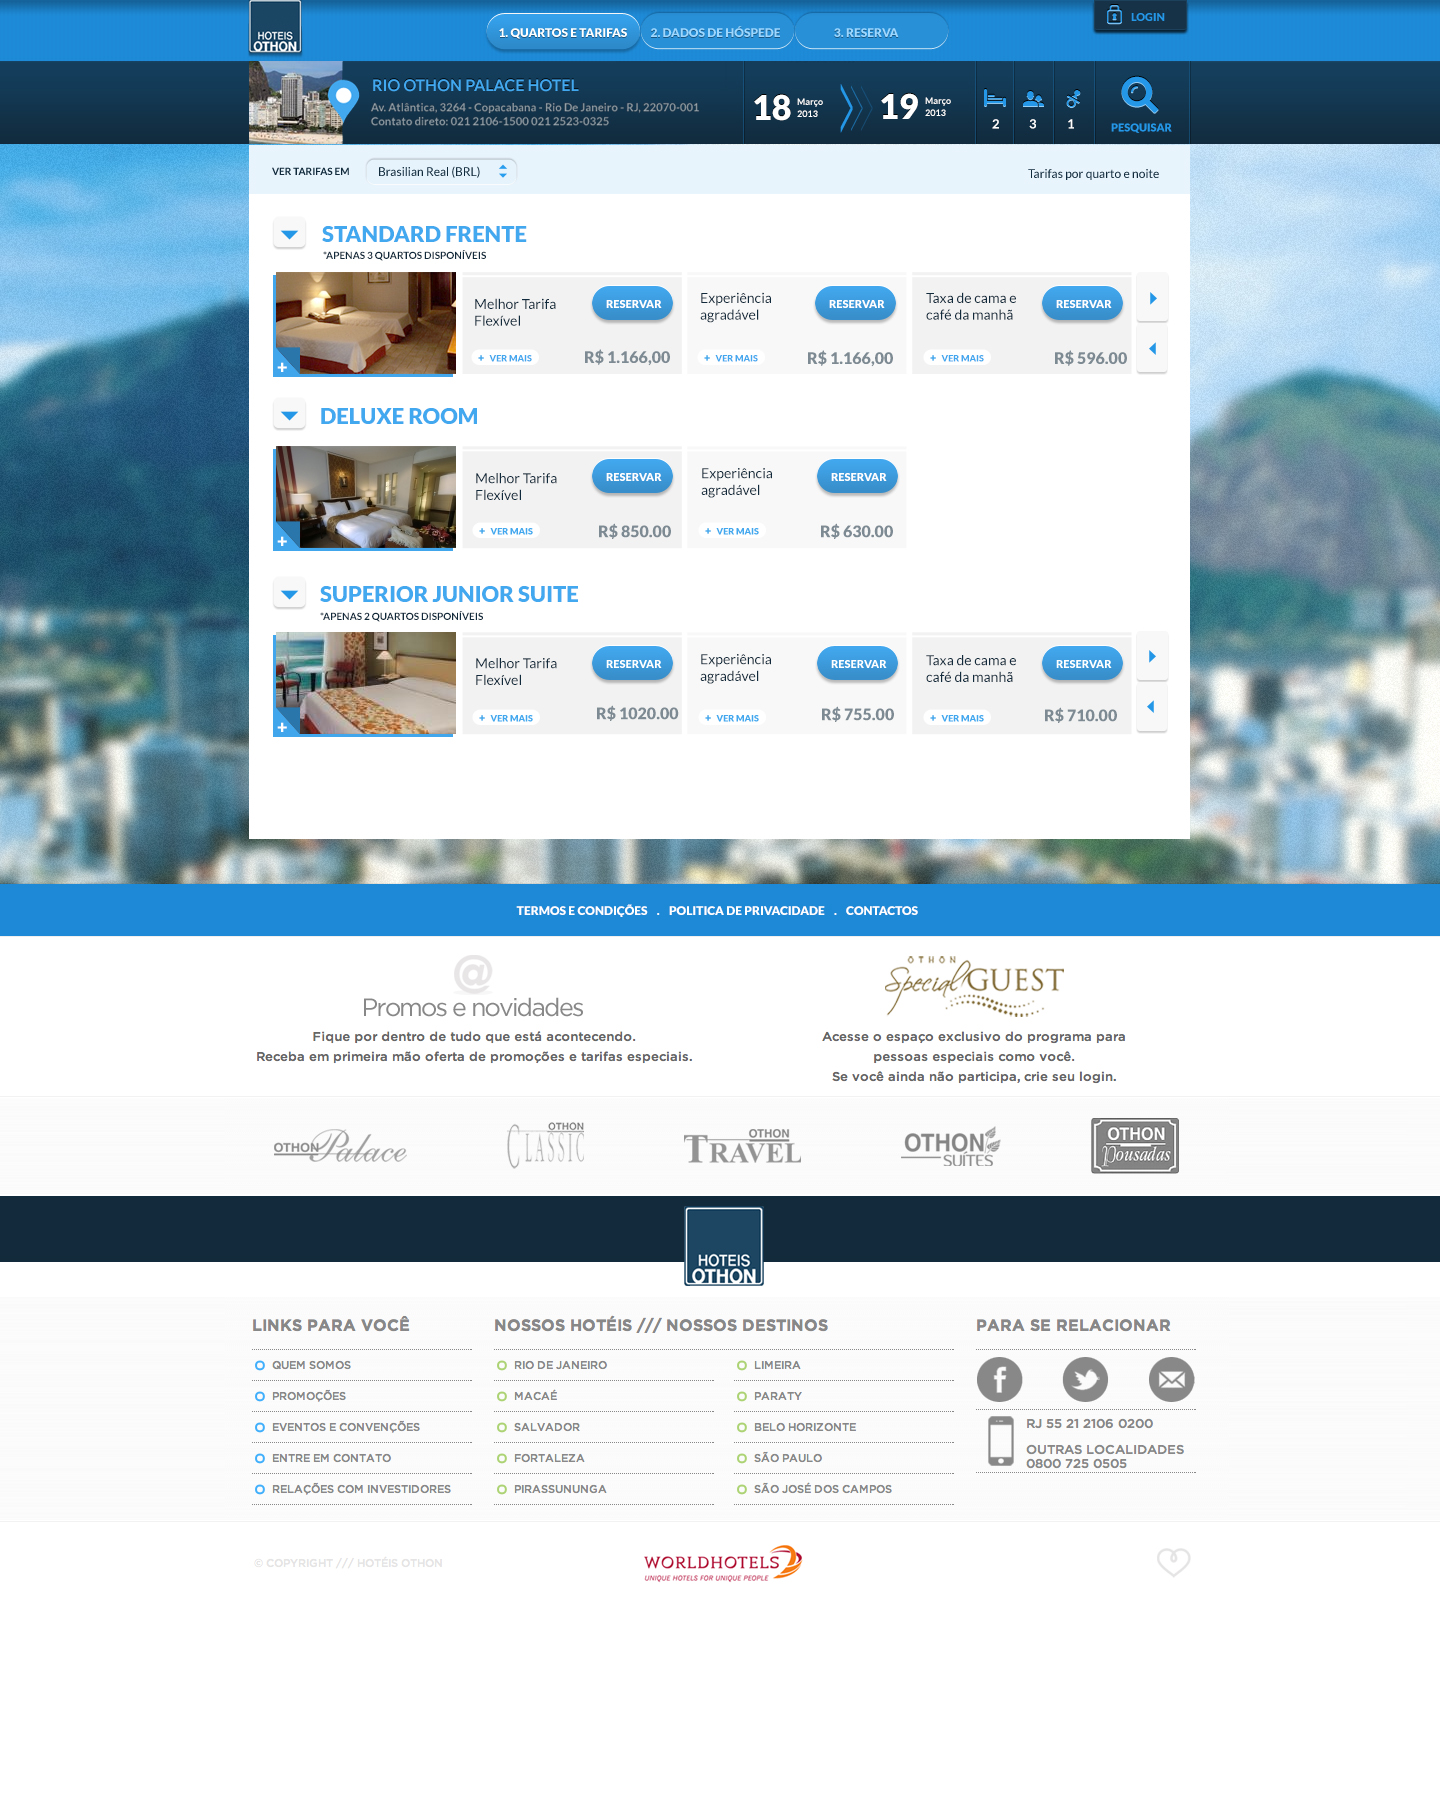 HOTEIS
OTHON
1. QUARTOS E TARIFAS
2. DADOS DE HÓSPEDE
3. RESERVA
LOGIN
RIO OTHON PALACE HOTEL
Av. Atlântica, 3264 - Copacabana - Rio De Janeiro - RJ, 22070-001
Contato direto: 021 2106-1500 021 2523-0325
18 Março 2013
19 Março 2013
2
3
1
PESQUISAR
VER TARIFAS EM
Brasilian Real (BRL)
Tarifas por quarto e noite
STANDARD FRENTE
*APENAS 3 QUARTOS DISPONÍVEIS
Melhor Tarifa
Flexível
RESERVAR
+ VER MAIS
R$ 1.166,00
Experiência
agradável
RESERVAR
+ VER MAIS
R$ 1.166,00
Taxa de cama e
café da manhã
RESERVAR
+ VER MAIS
R$ 596.00
DELUXE ROOM
Melhor Tarifa
Flexível
RESERVAR
+ VER MAIS
R$ 850.00
Experiência
agradável
RESERVAR
+ VER MAIS
R$ 630.00
SUPERIOR JUNIOR SUITE
*APENAS 2 QUARTOS DISPONÍVEIS
Melhor Tarifa
Flexível
RESERVAR
+ VER MAIS
R$ 1020.00
Experiência
agradável
RESERVAR
+ VER MAIS
R$ 755.00
Taxa de cama e
café da manhã
RESERVAR
+ VER MAIS
R$ 710.00
TERMOS E CONDIÇÕES . POLITICA DE PRIVACIDADE . CONTACTOS
@
Promos e novidades
Fique por dentro de tudo que está acontecendo.
Receba em primeira mão oferta de promoções e tarifas especiais.
OTHON
Special GUEST
Acesse o espaço exclusivo do programa para
pessoas especiais como você.
Se você ainda não participa, crie seu login.
OTHON Palace
OTHON
CLASSIC
OTHON
TRAVEL
OTHON
SUITES
OTHON
Pousadas
HOTEIS
OTHON
LINKS PARA VOCÊ
QUEM SOMOS
PROMOÇÕES
EVENTOS E CONVENÇÕES
ENTRE EM CONTATO
RELAÇÕES COM INVESTIDORES
NOSSOS HOTÉIS /// NOSSOS DESTINOS
RIO DE JANEIRO
MACAÉ
SALVADOR
FORTALEZA
PIRASSUNUNGA
LIMEIRA
PARATY
BELO HORIZONTE
SÃO PAULO
SÃO JOSÉ DOS CAMPOS
PARA SE RELACIONAR
RJ 55 21 2106 0200
OUTRAS LOCALIDADES
0800 725 0505
© COPYRIGHT /// HOTÉIS OTHON
WORLDHOTELS
UNIQUE HOTELS FOR UNIQUE PEOPLE